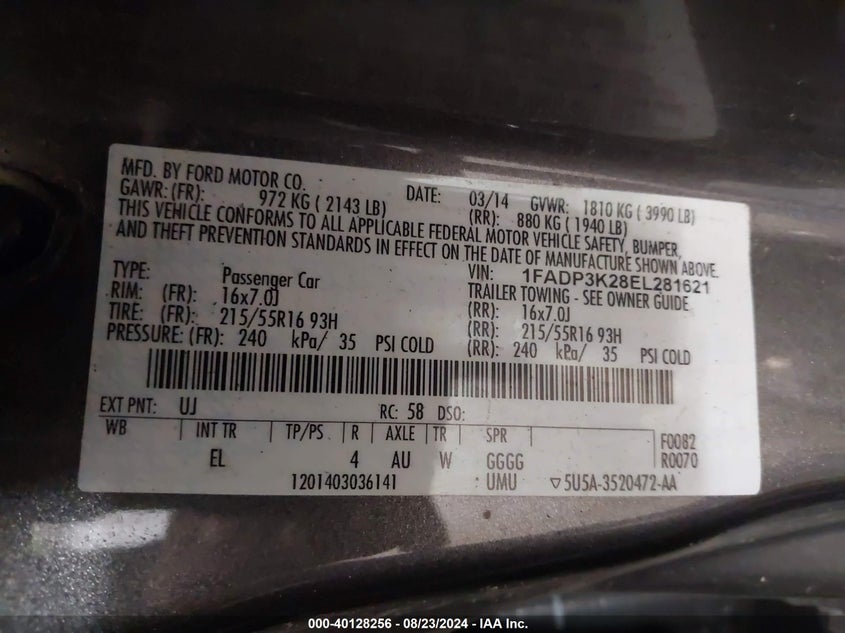 MFD. BY FORD MOTOR CO.
DATE: 03/14 GVWR: 1810 KG ( 3990 LB)
GAWR: (FR): 972 KG ( 2143 LB) (RR): 880 KG ( 1940 LB)
THIS VEHICLE CONFORMS TO ALL APPLICABLE FEDERAL MOTOR VEHICLE SAFETY, BUMPER,
AND THEFT PREVENTION STANDARDS IN EFFECT ON THE DATE OF MANUFACTURE SHOWN ABOVE.
VIN: 1FADP3K28EL281621
TYPE: Passenger Car TRAILER TOWING - SEE OWNER GUIDE
RIM: (FR): 16x7.0J (RR): 16x7.0J
TIRE: (FR): 215/55R16 93H (RR): 215/55R16 93H
PRESSURE: (FR): 240 kPa/ 35 PSI COLD (RR): 240 kPa/ 35 PSI COLD
EXT PNT: UJ RC: 58 DSO:
WB INT TR TP/PS R AXLE TR SPR F0082
EL 4 AU W GGGG R0070
1201403036141 UMU ▽5U5A-3520472-AA
000-40128256 - 08/23/2024 - IAA Inc.